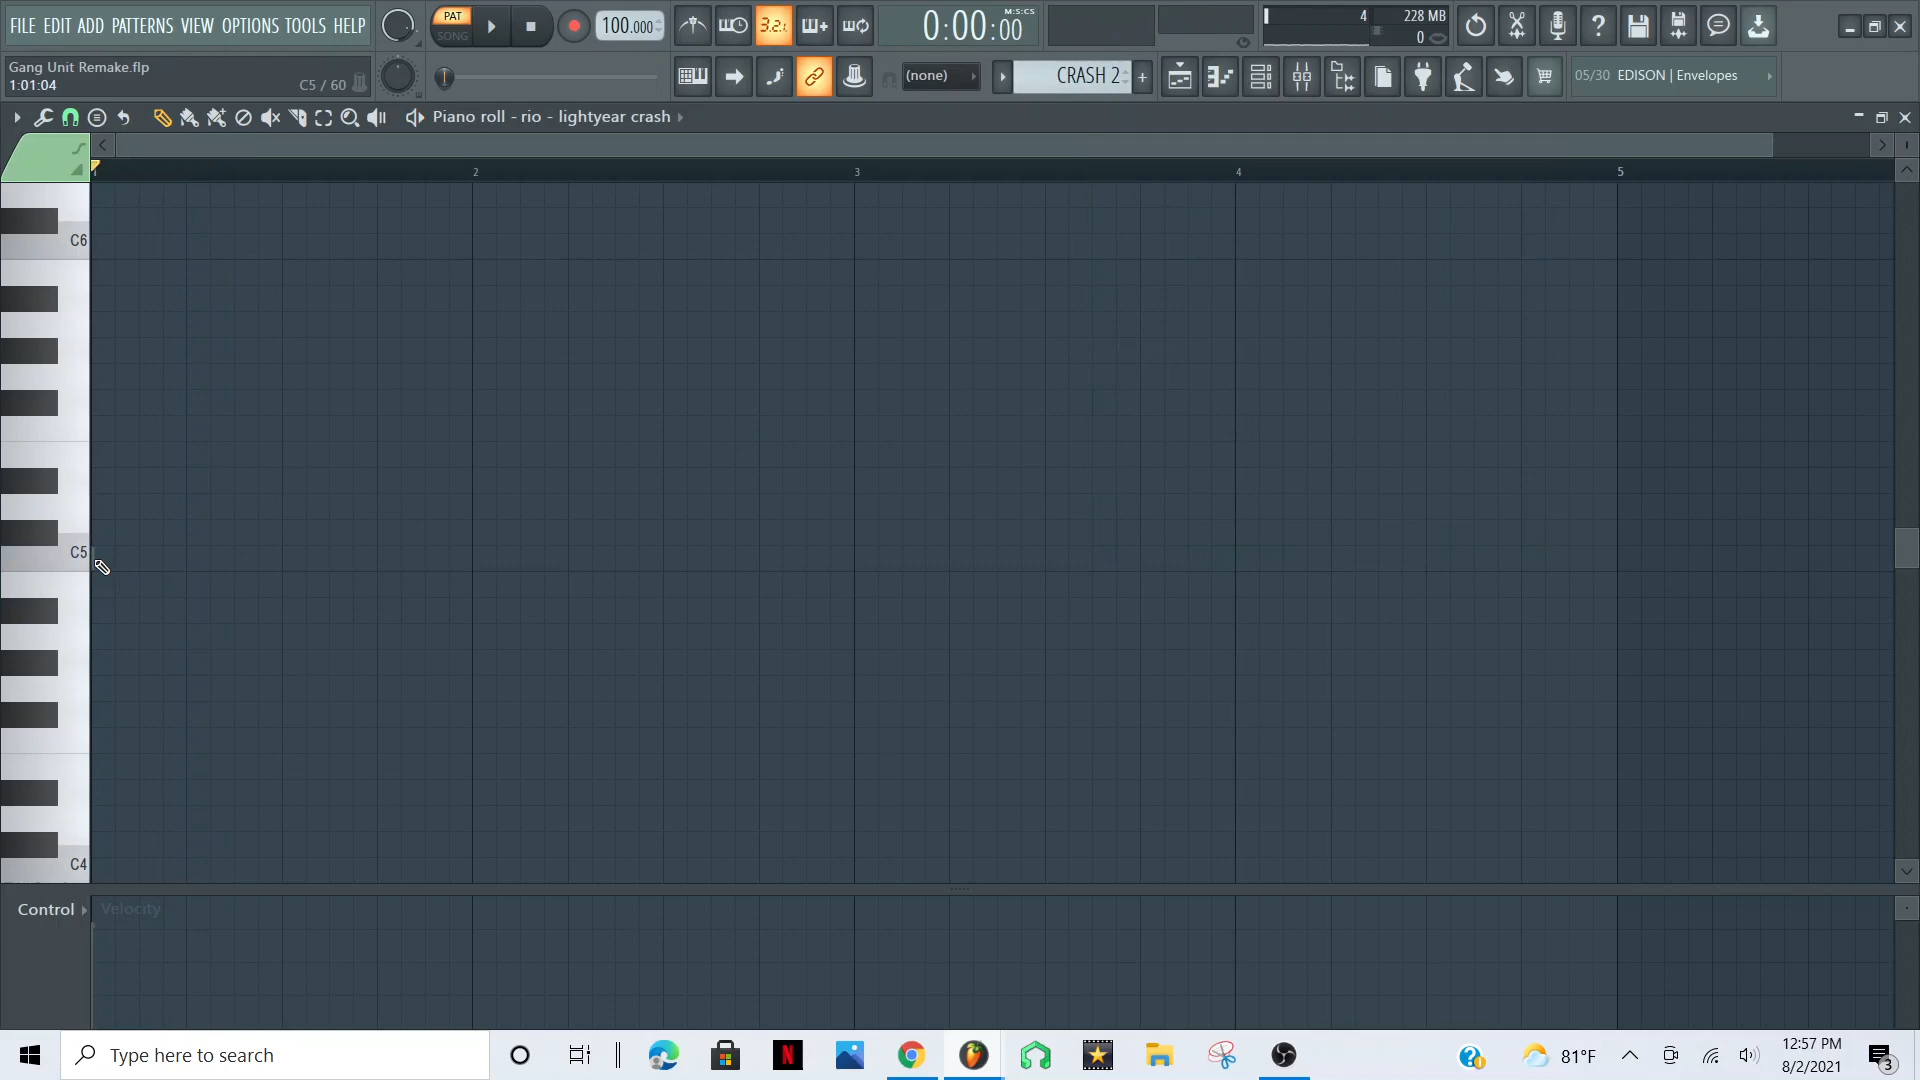 FILE EDIT ADD PATTERNS VIEW OPTIONS TOOLS HELP
PAT
SONG
100.000
3.2.
0:00:00
M:S:CS
4
228 MB
0
Gang Unit Remake.flp
1:01:04
C5 / 60
(none)
CRASH 2
05/30 EDISON | Envelopes
Piano roll - rio - lightyear crash
2
3
4
5
C6
C5
C4
Control
Velocity
Type here to search
N
81°F
12:57 PM
8/2/2021
3